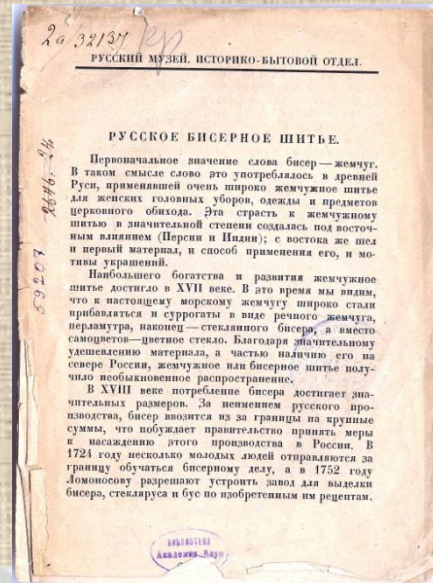 2а 32137
РУССКИЙ МУЗЕЙ. ИСТОРИКО-БЫТОВОЙ ОТДЕЛ.
РУССКОЕ БИСЕРНОЕ ШИТЬЕ.
Первоначальное значение слова бисер — жемчуг.
В таком смысле слово это употреблялось в древней
Руси, применявшей очень широко жемчужное шитье
для женских головных уборов, одежды и предметов
церковного обихода. Эта страсть к жемчужному
шитью в значительной степени создалась под восточ-
ным влиянием (Персии и Индии); с востока же шел
и первый материал, и способ применения его, и мо-
тивы украшений.
Наибольшего богатства и развития жемчужное
шитье достигло в XVII веке. В это время мы видим,
что к настоящему морскому жемчугу широко стали
прибавляться и суррогаты в виде речного жемчуга,
перламутра, наконец — стеклянного бисера, а вместо
самоцветов — цветное стекло. Благодаря значительному
удешевлению материала, а частью наличию его на
севере России, жемчужное или бисерное шитье полу-
чило необыкновенное распространение.
В XVIII веке потребление бисера достигает зна-
чительных размеров. За неимением русского про-
изводства, бисер ввозится из за границы на крупные
суммы, что побуждает правительство принять меры
к насаждению этого производства в России. В
1724 году несколько молодых людей отправляются за
границу обучаться бисерному делу, а в 1752 году
Ломоносову разрешают устроить завод для выделки
бисера, стекляруса и бус по изобретенным им рецептам.
59207
БИБЛИОТЕКА
Академии Наук